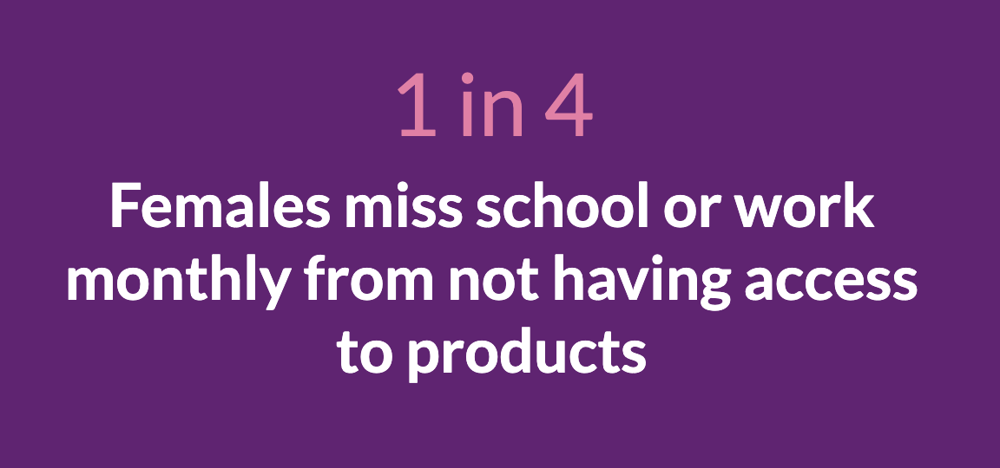 1 in 4
Females miss school or work
monthly from not having access
to products